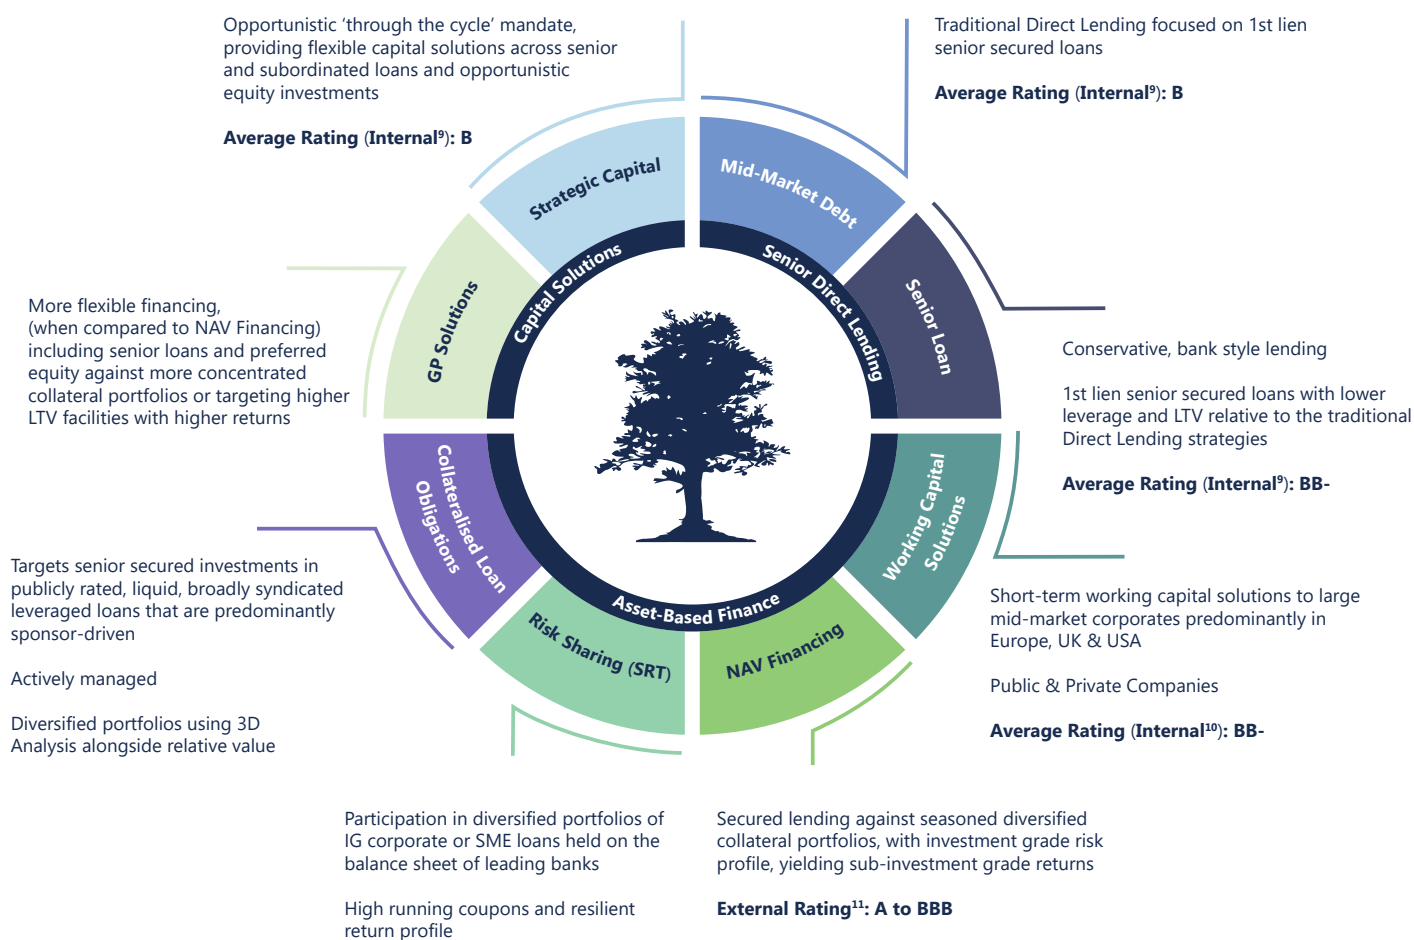 Opportunistic ‘through the cycle’ mandate,
providing flexible capital solutions across senior
and subordinated loans and opportunistic
equity investments
Average Rating (Internal⁹): B
Traditional Direct Lending focused on 1st lien
senior secured loans
Average Rating (Internal⁹): B
Strategic Capital
Mid-Market Debt
GP Solutions
Capital Solutions
Senior Direct Lending
Senior Loan
More flexible financing,
(when compared to NAV Financing)
including senior loans and preferred
equity against more concentrated
collateral portfolios or targeting higher
LTV facilities with higher returns
Conservative, bank style lending
1st lien senior secured loans with lower
leverage and LTV relative to the traditional
Direct Lending strategies
Average Rating (Internal⁹): BB-
Collateralised Loan
Obligations
Working Capital
Solutions
Asset-Based Finance
Risk Sharing (SRT)
NAV Financing
Targets senior secured investments in
publicly rated, liquid, broadly syndicated
leveraged loans that are predominantly
sponsor-driven
Actively managed
Diversified portfolios using 3D
Analysis alongside relative value
Short-term working capital solutions to large
mid-market corporates predominantly in
Europe, UK & USA
Public & Private Companies
Average Rating (Internal¹⁰): BB-
Participation in diversified portfolios of
IG corporate or SME loans held on the
balance sheet of leading banks
High running coupons and resilient
return profile
Secured lending against seasoned diversified
collateral portfolios, with investment grade risk
profile, yielding sub-investment grade returns
External Rating¹¹: A to BBB